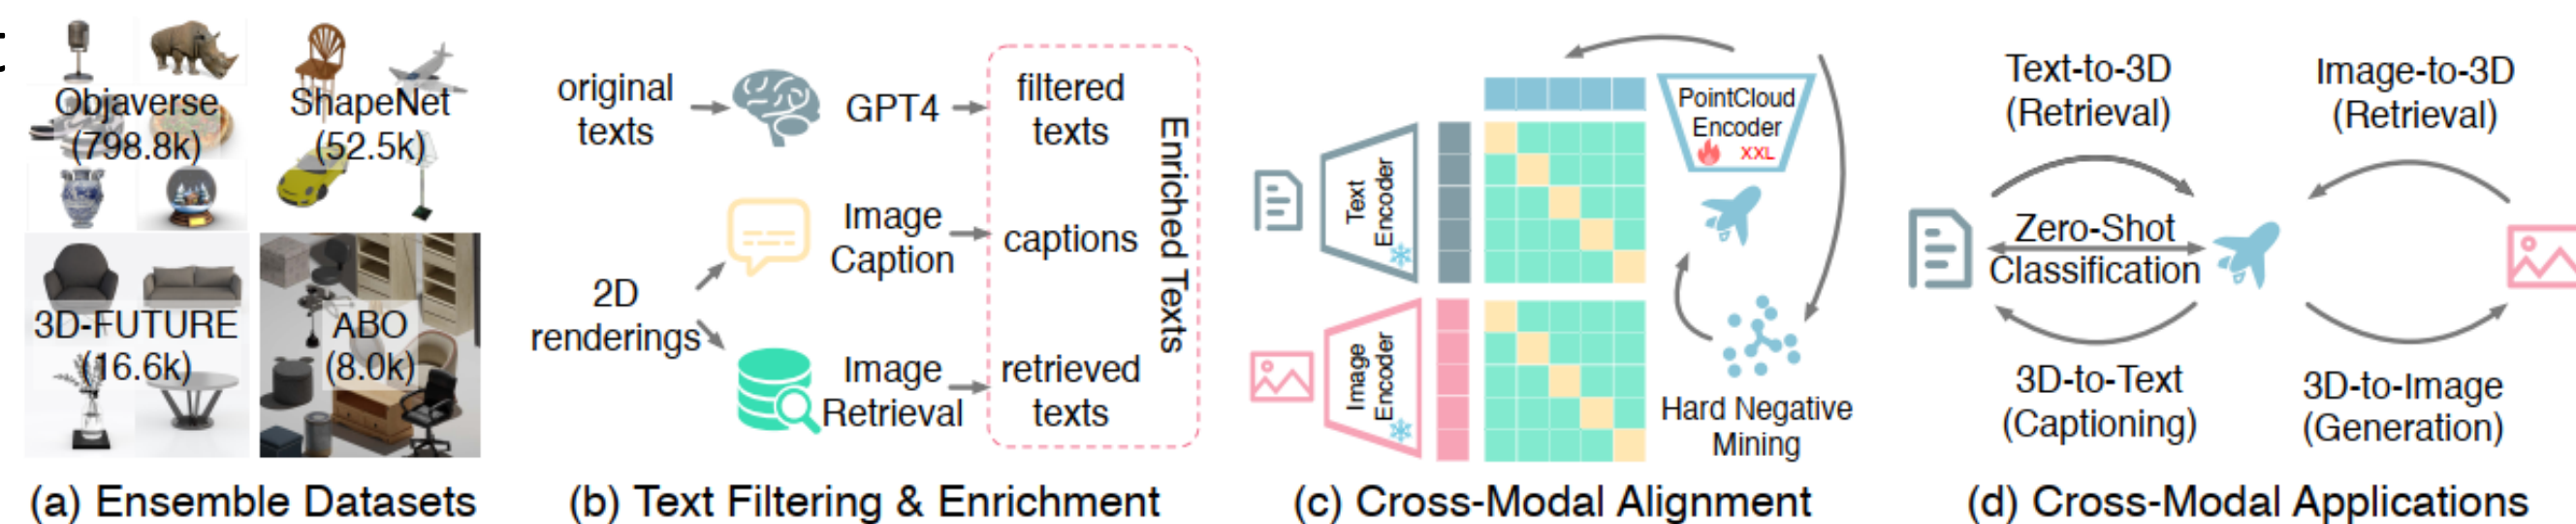 t
Objaverse
(798.8k)
ShapeNet
(52.5k)
3D-FUTURE
(16.6k)
ABO
(8.0k)
(a) Ensemble Datasets
original
texts
GPT4
filtered
texts
2D
renderings
Image
Caption
captions
Image
Retrieval
retrieved
texts
Enriched Texts
(b) Text Filtering & Enrichment
Text
Encoder
Image
Encoder
PointCloud
Encoder
XXL
Hard Negative
Mining
(c) Cross-Modal Alignment
Text-to-3D
(Retrieval)
Image-to-3D
(Retrieval)
Zero-Shot
Classification
3D-to-Text
(Captioning)
3D-to-Image
(Generation)
(d) Cross-Modal Applications